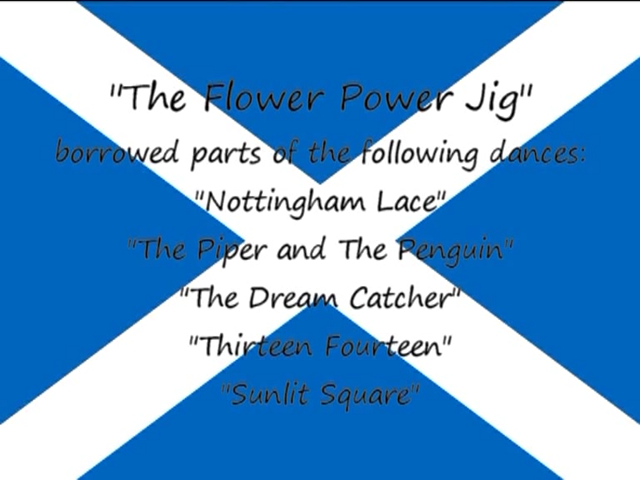 "The Flower Power Jig"
borrowed parts of the following dances:
"Nottingham Lace"
"The Piper and The Penguin"
"The Dream Catcher"
"Thirteen Fourteen"
"Sunlit Square"